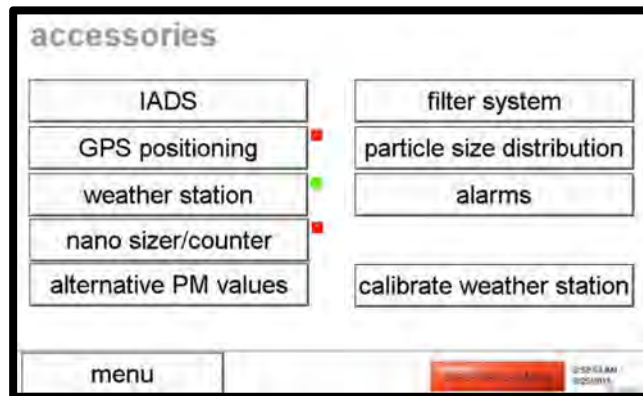 accessories
IADS
filter system
GPS positioning
particle size distribution
weather station
alarms
nano sizer/counter
alternative PM values
calibrate weather station
menu